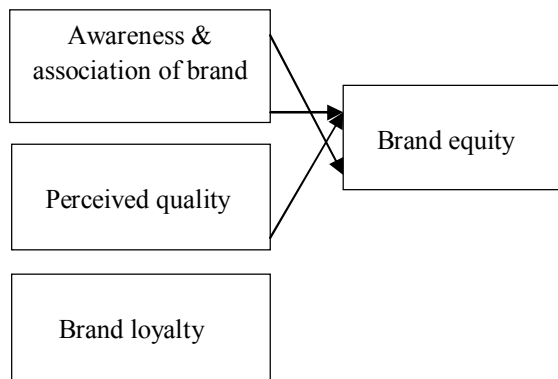 Awareness &
association of brand
Brand equity
Perceived quality
Brand loyalty